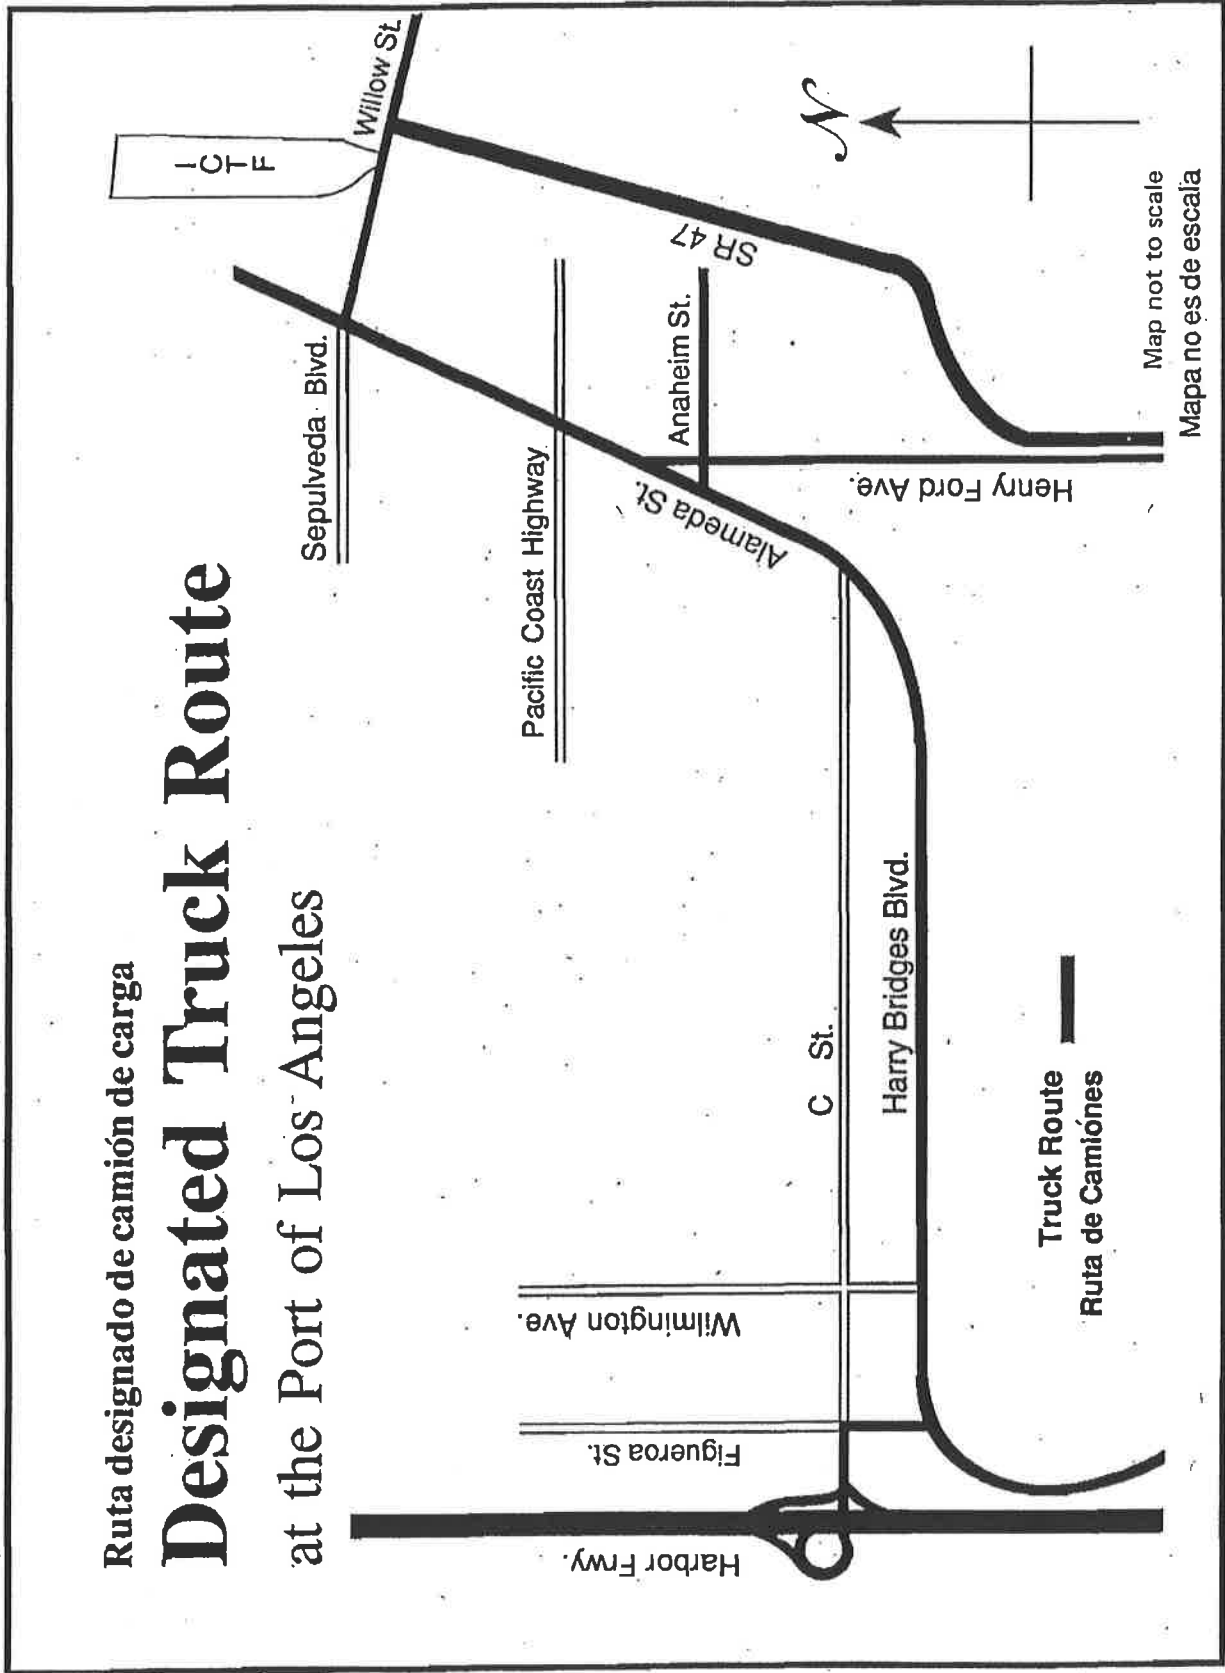 Ruta designado de camión de carga
Designated Truck Route
at the Port of Los Angeles
I
C
T
F
Willow St.
Sepulveda Blvd.
Pacific Coast Highway
SR 47
Anaheim St.
Alameda St.
Henry Ford Ave.
N
C St.
Harry Bridges Blvd.
Wilmington Ave.
Figueroa St.
Harbor Frwy.
Truck Route
Ruta de Camiónes
Map not to scale
Mapa no es de escala